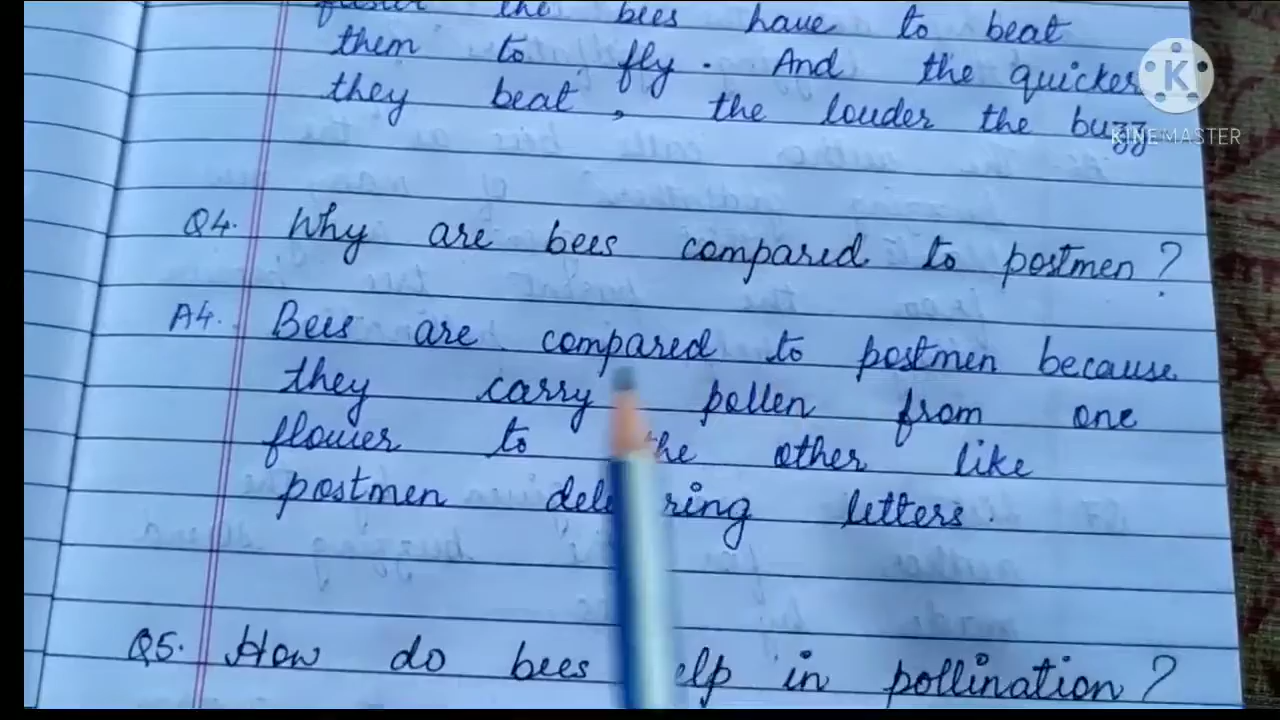 the bees have to beat
them to fly. And the quicker
they beat, the louder the buzz
KINEMASTER
Q4. Why are bees compared to postmen?
A4. Bees are compared to postmen because
they carry pollen from one
flower to the other like
postmen letters.
Q5. How do bees in pollination?